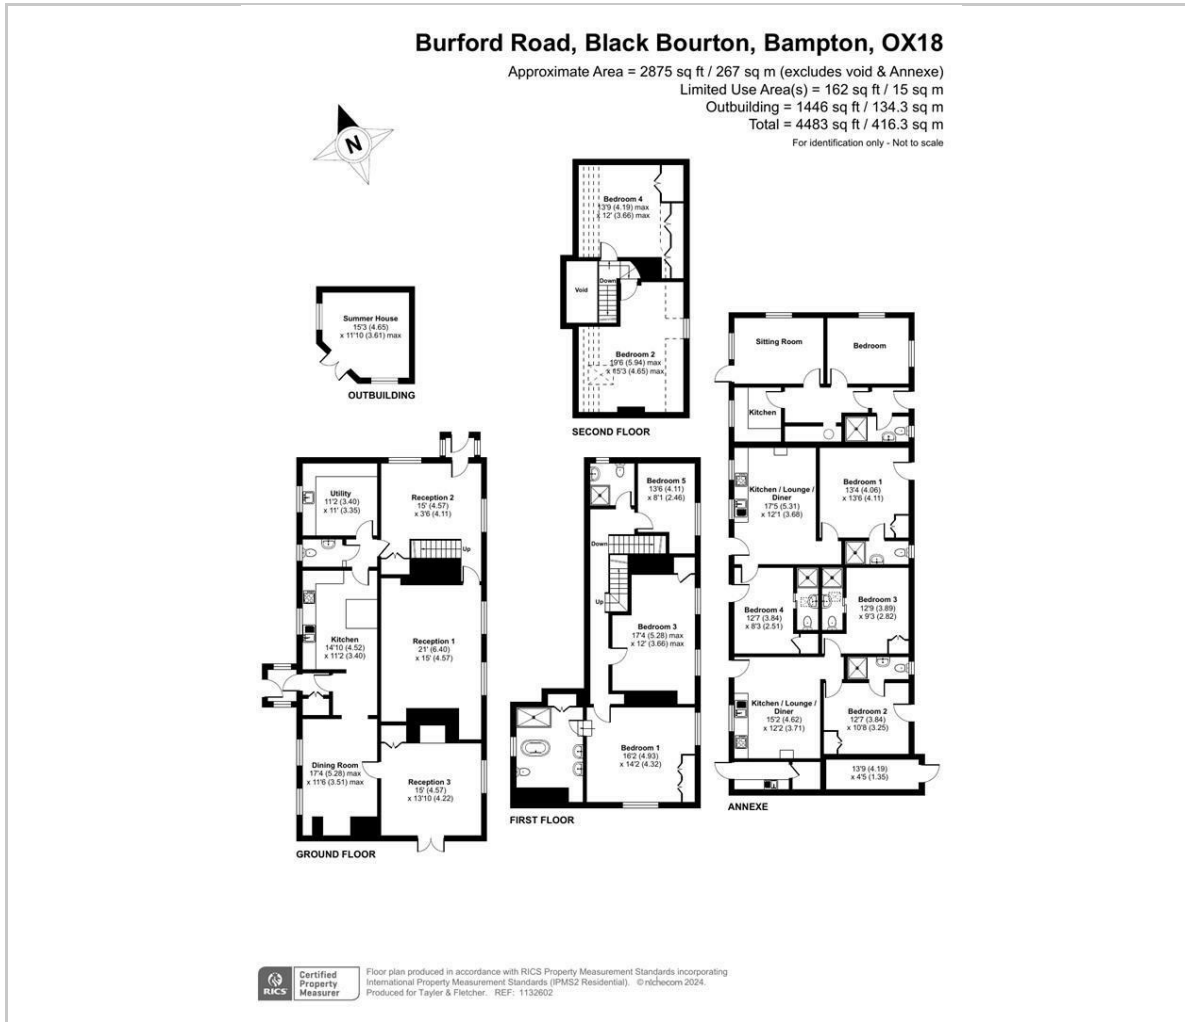 Burford Road, Black Bourton, Bampton, OX18
Approximate Area = 2875 sq ft / 267 sq m (excludes void & Annexe)
Limited Use Area(s) = 162 sq ft / 15 sq m
Outbuilding = 1446 sq ft / 134.3 sq m
Total = 4483 sq ft / 416.3 sq m
For identification only - Not to scale
N
Bedroom 4
13'9 (4.19) max
x 12' (3.66) max
Down
Void
Bedroom 2
19'6 (5.94) max
x 15'3 (4.65) max
SECOND FLOOR
Summer House
15'3 (4.65)
x 11'10 (3.61) max
OUTBUILDING
Sitting Room
Bedroom
Kitchen
Kitchen / Lounge /
Diner
17'5 (5.31)
x 12'1 (3.68)
Bedroom 1
13'4 (4.06)
x 13'6 (4.11)
Bedroom 4
12'7 (3.84)
x 8'3 (2.51)
Bedroom 3
12'9 (3.89)
x 9'3 (2.82)
Kitchen / Lounge /
Diner
15'2 (4.62)
x 12'2 (3.71)
Bedroom 2
12'7 (3.84)
x 10'8 (3.25)
13'9 (4.19)
x 4'5 (1.35)
ANNEXE
Utility
11'2 (3.40)
x 11' (3.35)
Reception 2
15' (4.57)
x 3'6 (4.11)
Up
Kitchen
14'10 (4.52)
x 11'2 (3.40)
Reception 1
21' (6.40)
x 15' (4.57)
Dining Room
17'4 (5.28) max
x 11'6 (3.51) max
Reception 3
15' (4.57)
x 13'10 (4.22)
GROUND FLOOR
Bedroom 5
13'6 (4.11)
x 8'1 (2.46)
Down
Up
Bedroom 3
17'4 (5.28) max
x 12' (3.66) max
Bedroom 1
16'2 (4.93)
x 14'2 (4.32)
FIRST FLOOR
RICS
Certified
Property
Measurer
Floor plan produced in accordance with RICS Property Measurement Standards incorporating
International Property Measurement Standards (IPMS2 Residential). © nichecom 2024.
Produced for Tayler & Fletcher. REF: 1132602